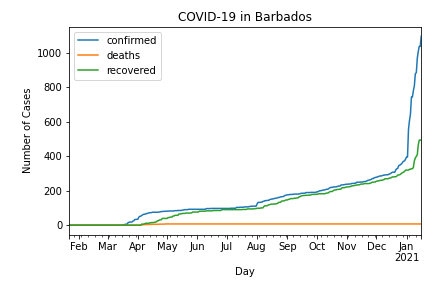 COVID-19 in Barbados
confirmed
deaths
recovered
Number of Cases
1000
800
600
400
200
0
Feb Mar Apr May Jun Jul Aug Sep Oct Nov Dec Jan
2021
Day